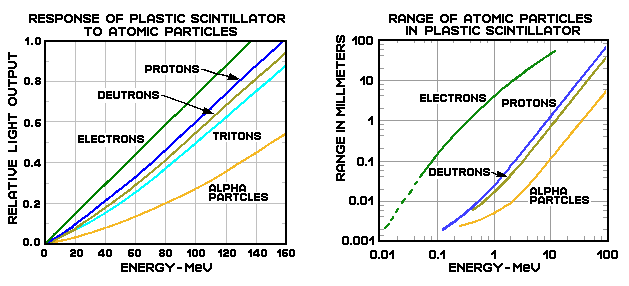 RESPONSE OF PLASTIC SCINTILLATOR
TO ATOMIC PARTICLES
RELATIVE LIGHT OUTPUT
1.0
0.8
0.6
0.4
0.2
0.0
PROTONS
DEUTRONS
ELECTRONS
TRITONS
ALPHA
PARTCLES
0 20 40 60 80 100 120 140 160
ENERGY-MeV
RANGE OF ATOMIC PARTICLES
IN PLASTIC SCINTILLATOR
RANGE IN MILLMETERS
100
10
1
0.1
0.01
0.001
ELECTRONS
PROTONS
DEUTRONS
ALPHA
PARTCLES
0.01 0.1 1 10 100
ENERGY-MeV